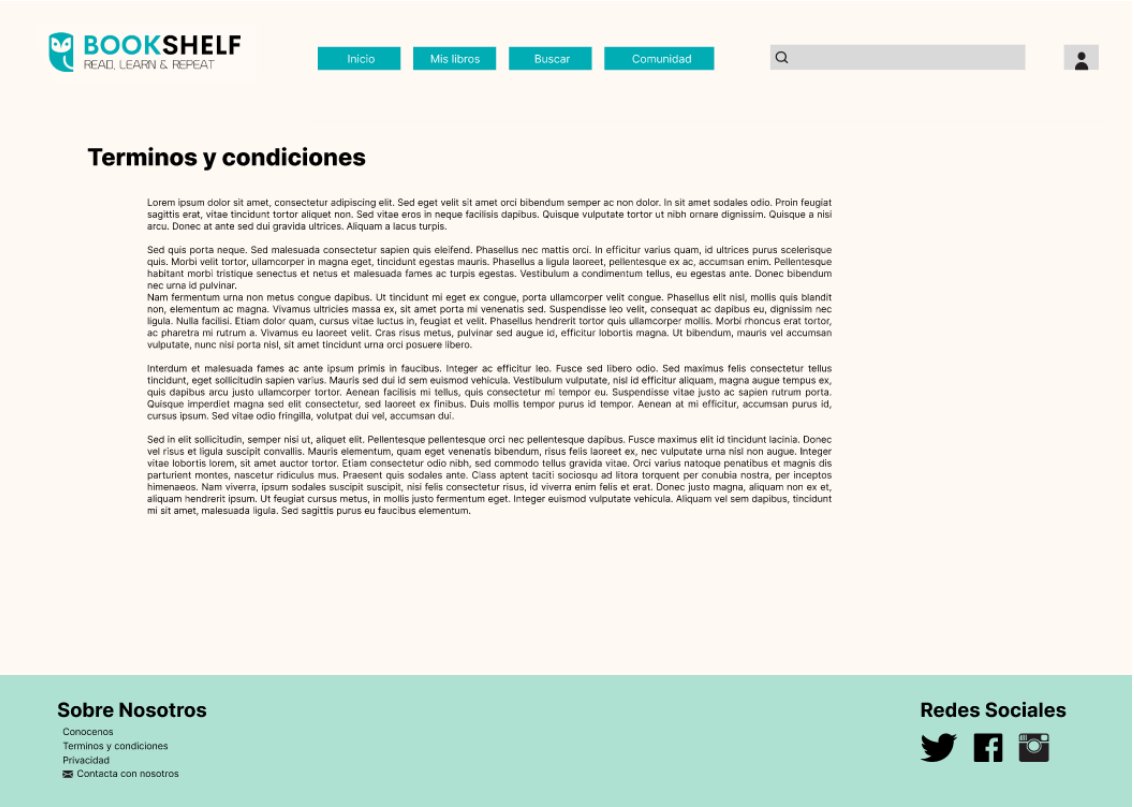 BOOKSHELF
READ, LEARN & REPEAT
Inicio
Mis libros
Buscar
Comunidad
Terminos y condiciones
Lorem ipsum dolor sit amet, consectetur adipiscing elit. Sed eget velit sit amet orci bibendum semper ac non dolor. In sit amet sodales odio. Proin feugiat
sagittis erat, vitae tincidunt tortor aliquet non. Sed vitae eros in neque facilisis dapibus. Quisque vulputate tortor ut nibh ornare dignissim. Quisque a nisi
arcu. Donec at ante sed dui gravida ultrices. Aliquam a lacus turpis.
Sed quis porta neque. Sed malesuada consectetur sapien quis eleifend. Phasellus nec mattis orci. In efficitur varius quam, id ultrices purus scelerisque
quis. Morbi velit tortor, ullamcorper in magna eget, tincidunt egestas mauris. Phasellus a ligula laoreet, pellentesque ex ac, accumsan enim. Pellentesque
habitant morbi tristique senectus et netus et malesuada fames ac turpis egestas. Vestibulum a condimentum tellus, eu egestas ante. Donec bibendum
nec urna id pulvinar.
Nam fermentum urna non metus congue dapibus. Ut tincidunt mi eget ex congue, porta ullamcorper velit congue. Phasellus elit nisl, mollis quis blandit
non, elementum ac magna. Vivamus ultricies massa ex, sit amet porta mi venenatis sed. Suspendisse leo velit, consequat ac dapibus eu, dignissim nec
ligula. Nulla facilisi. Etiam dolor quam, cursus vitae luctus in, feugiat et velit. Phasellus hendrerit tortor quis ullamcorper mollis. Morbi rhoncus erat tortor,
ac pharetra mi rutrum a. Vivamus eu laoreet velit. Cras risus metus, pulvinar sed augue id, efficitur lobortis magna. Ut bibendum, mauris vel accumsan
vulputate, nunc nisi porta nisl, sit amet tincidunt urna orci posuere libero.
Interdum et malesuada fames ac ante ipsum primis in faucibus. Integer ac efficitur leo. Fusce sed libero odio. Sed maximus felis consectetur tellus
tincidunt, eget sollicitudin sapien varius. Mauris sed dui id sem euismod vehicula. Vestibulum vulputate, nisl id efficitur aliquam, magna augue tempus ex,
quis dapibus arcu justo ullamcorper tortor. Aenean facilisis mi tellus, quis consectetur mi tempor eu. Suspendisse vitae justo ac sapien rutrum porta.
Quisque imperdiet magna sed elit consectetur, sed laoreet ex finibus. Duis mollis tempor purus id tempor. Aenean at mi efficitur, accumsan purus id,
cursus ipsum. Sed vitae odio fringilla, volutpat dui vel, accumsan dui.
Sed in elit sollicitudin, semper nisi ut, aliquet elit. Pellentesque pellentesque orci nec pellentesque dapibus. Fusce maximus elit id tincidunt lacinia. Donec
vel risus et ligula suscipit convallis. Mauris elementum, quam eget venenatis bibendum, risus felis laoreet ex, nec vulputate urna nisl non augue. Integer
vitae lobortis lorem, sit amet auctor tortor. Etiam consectetur odio nibh, sed commodo tellus gravida vitae. Orci varius natoque penatibus et magnis dis
parturient montes, nascetur ridiculus mus. Praesent quis sodales ante. Class aptent taciti sociosqu ad litora torquent per conubia nostra, per inceptos
himenaeos. Nam viverra, ipsum sodales suscipit suscipit, nisi felis consectetur risus, id viverra enim felis et erat. Donec justo magna, aliquam non ex et,
aliquam hendrerit ipsum. Ut feugiat cursus metus, in mollis justo fermentum eget. Integer euismod vulputate vehicula. Aliquam vel sem dapibus, tincidunt
mi sit amet, malesuada ligula. Sed sagittis purus eu faucibus elementum.
Sobre Nosotros
Conocenos
Terminos y condiciones
Privacidad
Contacta con nosotros
Redes Sociales